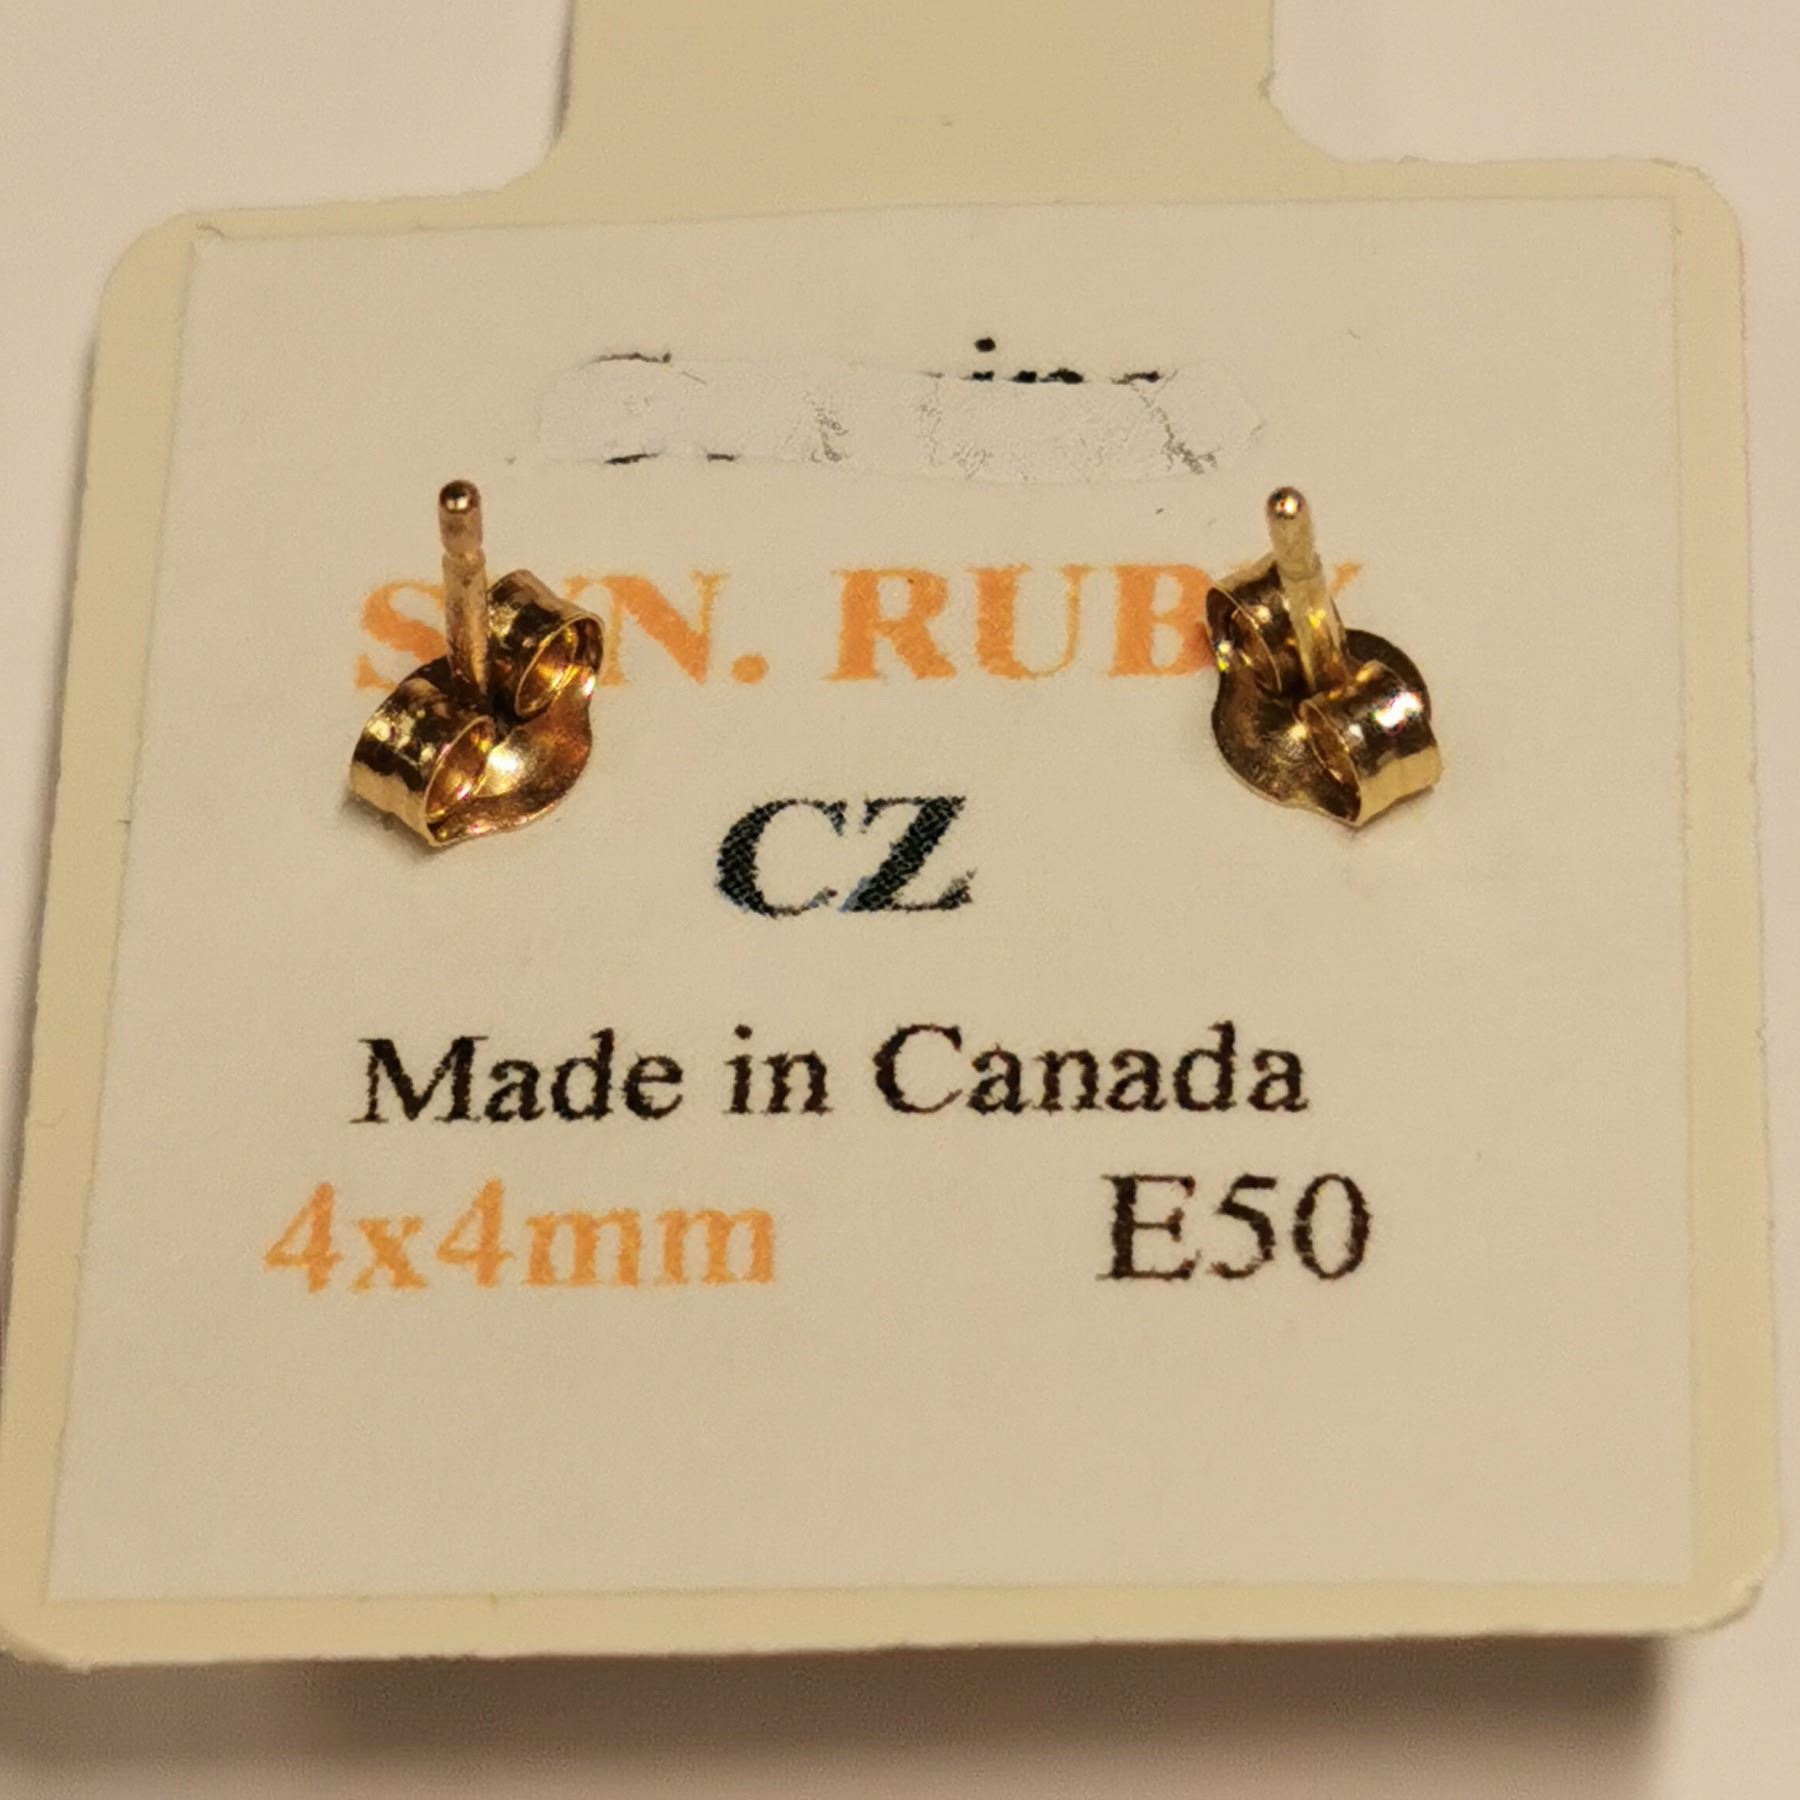 SYN. RUBY
CZ
Made in Canada
4x4mm E50